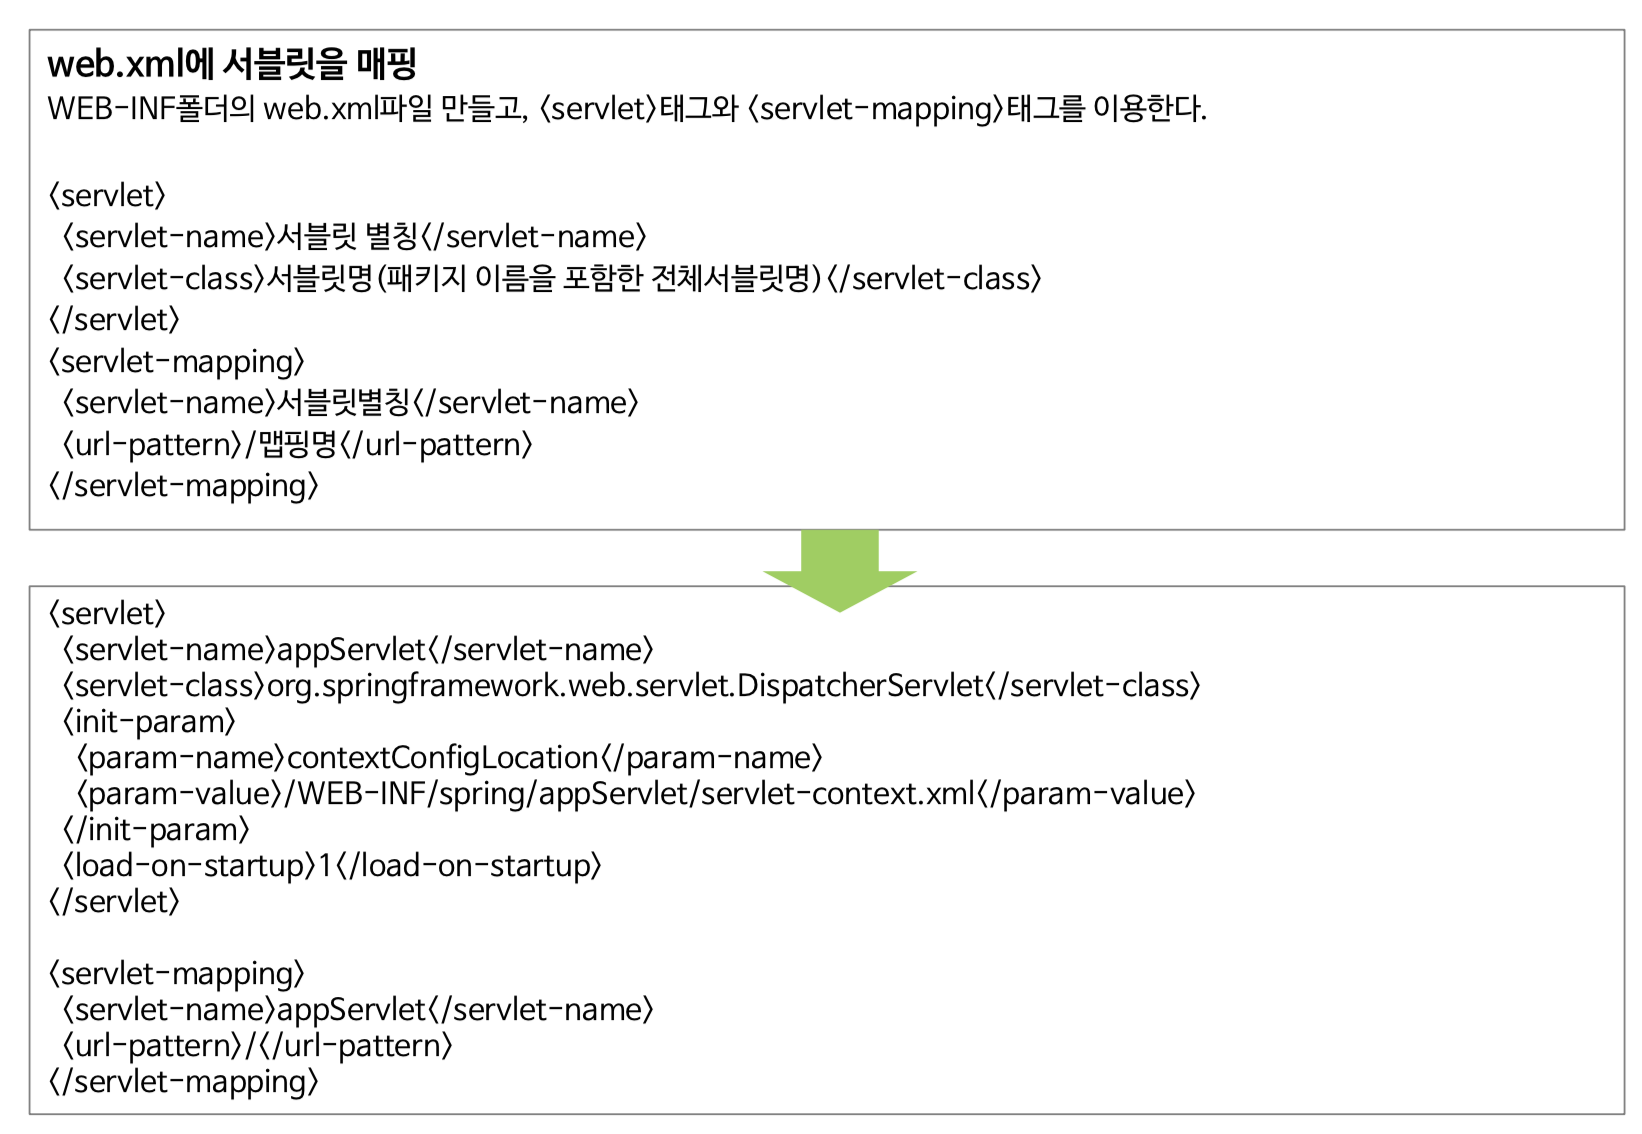 web.xml에 서블릿을 매핑
WEB-INF폴더의 web.xml파일 만들고, <servlet>태그와 <servlet-mapping>태그를 이용한다.
<servlet>
<servlet-name>서블릿 별칭</servlet-name>
<servlet-class>서블릿명(패키지 이름을 포함한 전체서블릿명)</servlet-class>
</servlet>
<servlet-mapping>
<servlet-name>서블릿별칭</servlet-name>
<url-pattern>/맵핑명</url-pattern>
</servlet-mapping>
<servlet>
<servlet-name>appServlet</servlet-name>
<servlet-class>org.springframework.web.servlet.DispatcherServlet</servlet-class>
<init-param>
<param-name>contextConfigLocation</param-name>
<param-value>/WEB-INF/spring/appServlet/servlet-context.xml</param-value>
</init-param>
<load-on-startup>1</load-on-startup>
</servlet>
<servlet-mapping>
<servlet-name>appServlet</servlet-name>
<url-pattern>/</url-pattern>
</servlet-mapping>